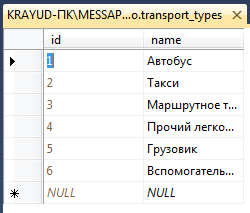 KRAYUD-ПК\MESSAP...o.transport_types
id name
1 Автобус
2 Такси
3 Маршрутное т...
4 Прочий легко...
5 Грузовик
6 Вспомогатель...
NULL NULL